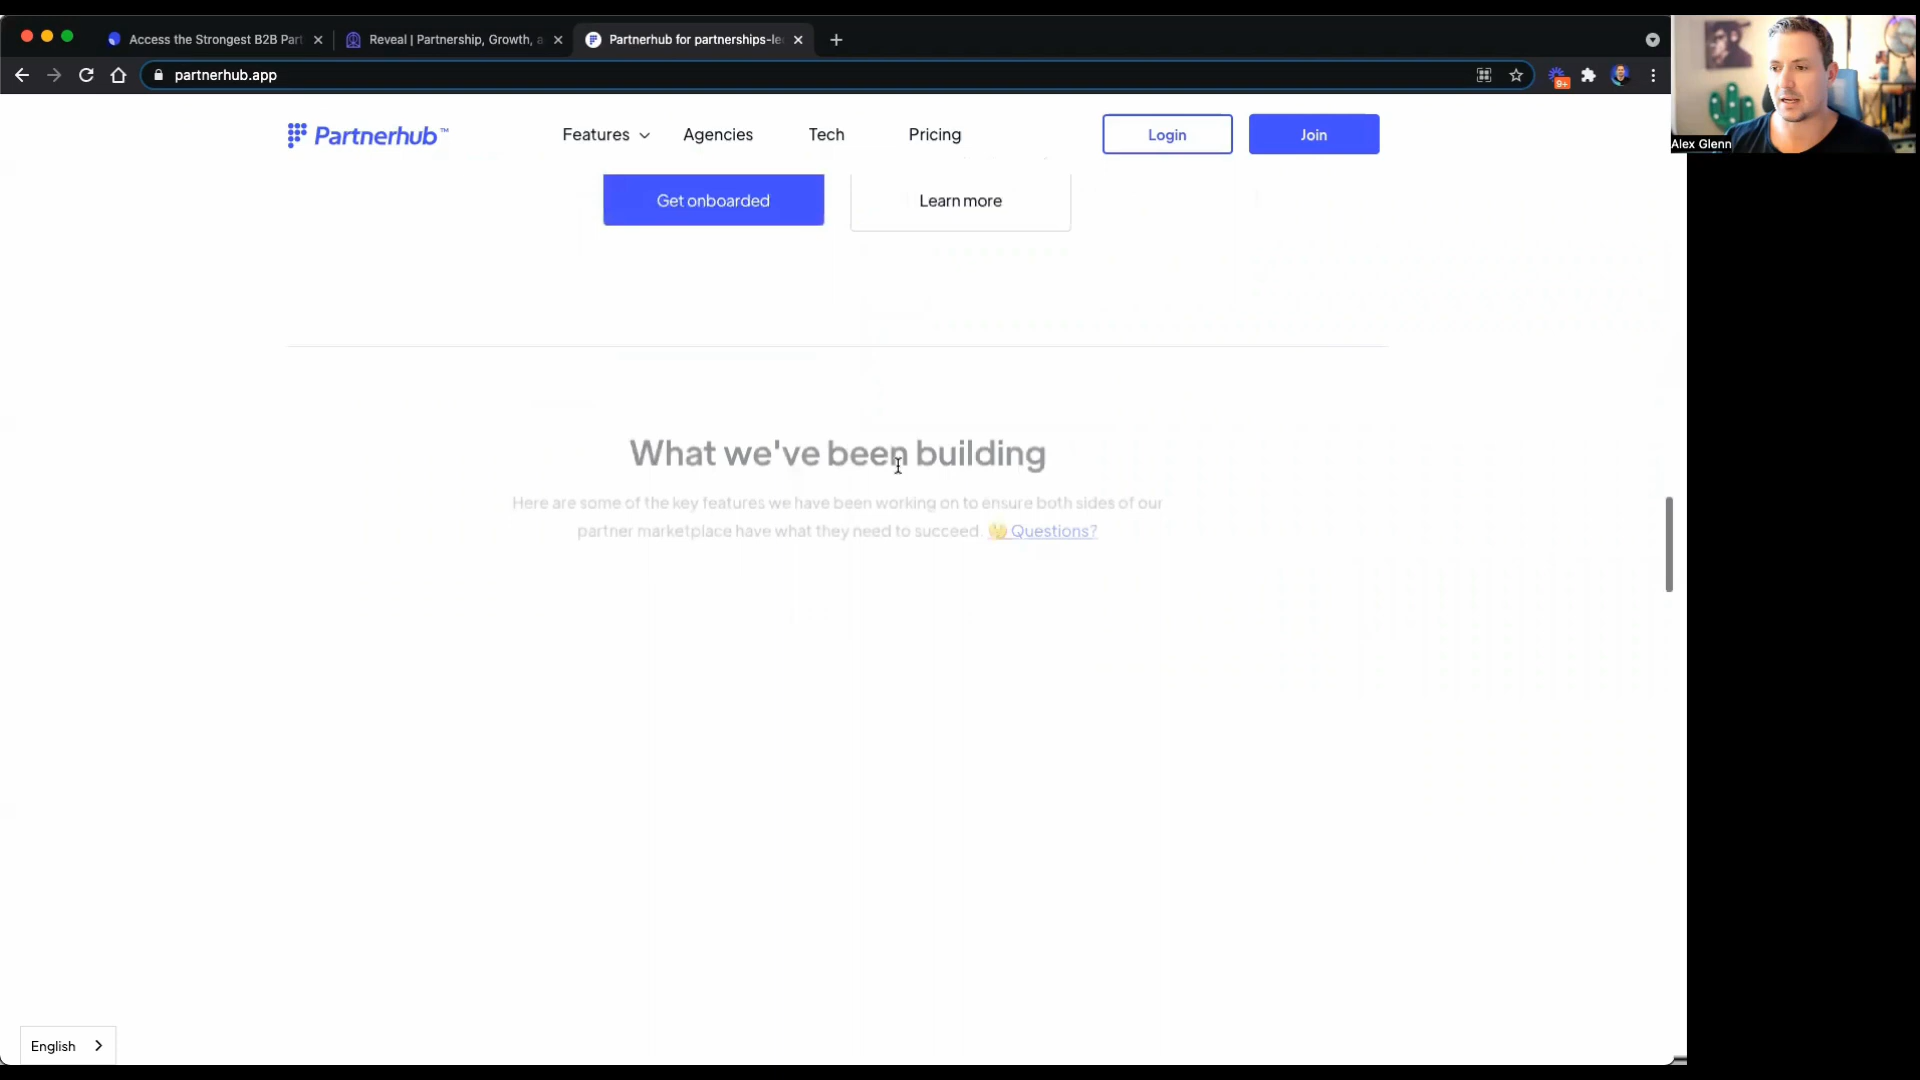 Access the Strongest B2B Part
Reveal | Partnership, Growth, a
Partnerhub for partnerships-le
partnerhub.app
9+
Partnerhub™
Features
Agencies
Tech
Pricing
Login
Join
Alex Glenn
Get onboarded
Learn more
What we've been building
Here are some of the key features we have been working on to ensure both sides of our
partner marketplace have what they need to succeed. Questions?
English